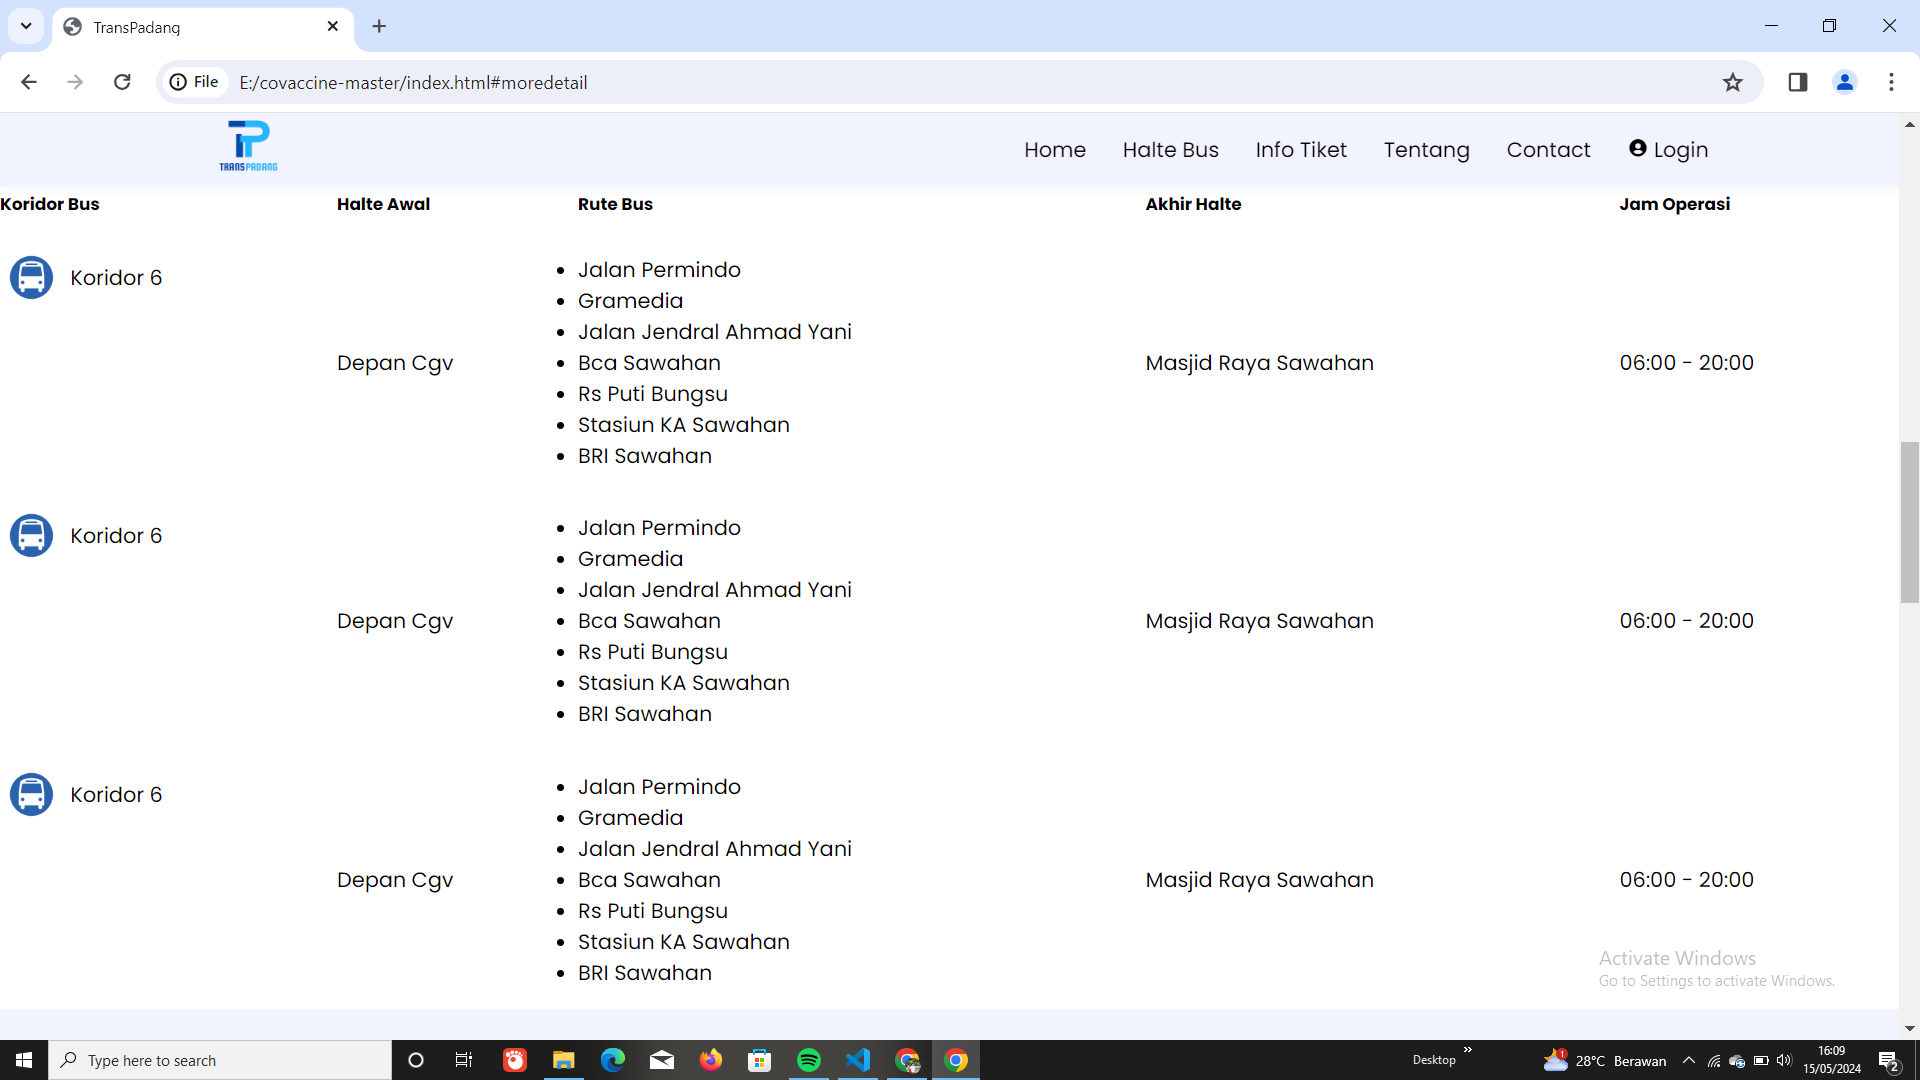 TransPadang
File
E:/covaccine-master/index.html#moredetail
TP
TRANSPADANG
Home
Halte Bus
Info Tiket
Tentang
Contact
Login
Koridor Bus
Halte Awal
Rute Bus
Akhir Halte
Jam Operasi
Koridor 6
Depan Cgv
Jalan Permindo
Gramedia
Jalan Jendral Ahmad Yani
Bca Sawahan
Rs Puti Bungsu
Stasiun KA Sawahan
BRI Sawahan
Masjid Raya Sawahan
06:00 - 20:00
Koridor 6
Depan Cgv
Jalan Permindo
Gramedia
Jalan Jendral Ahmad Yani
Bca Sawahan
Rs Puti Bungsu
Stasiun KA Sawahan
BRI Sawahan
Masjid Raya Sawahan
06:00 - 20:00
Koridor 6
Depan Cgv
Jalan Permindo
Gramedia
Jalan Jendral Ahmad Yani
Bca Sawahan
Rs Puti Bungsu
Stasiun KA Sawahan
BRI Sawahan
Masjid Raya Sawahan
06:00 - 20:00
Activate Windows
Go to Settings to activate Windows.
Type here to search
Desktop
1
28°C Berawan
16:09
15/05/2024
2